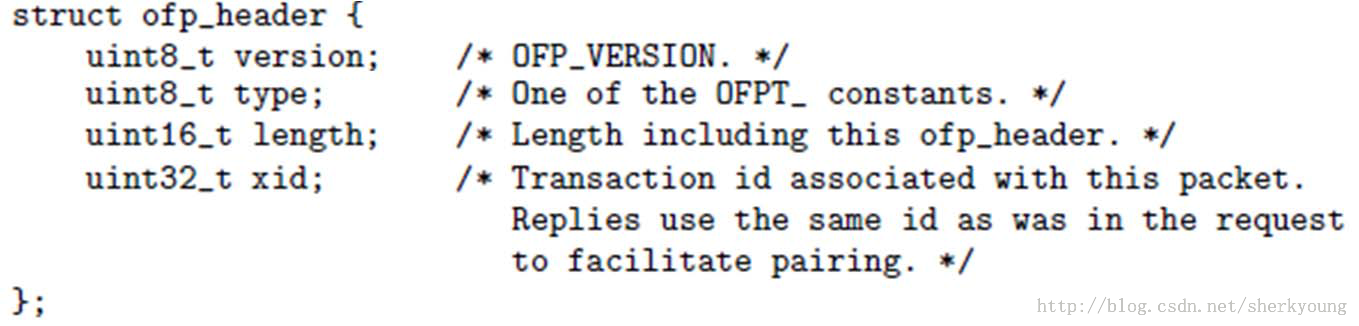 struct ofp_header {
    uint8_t version;    /* OFP_VERSION. */
    uint8_t type;       /* One of the OFPT_ constants. */
    uint16_t length;    /* Length including this ofp_header. */
    uint32_t xid;       /* Transaction id associated with this packet.
                           Replies use the same id as was in the request
                           to facilitate pairing. */
};
http://blog.csdn.net/sherkyoung